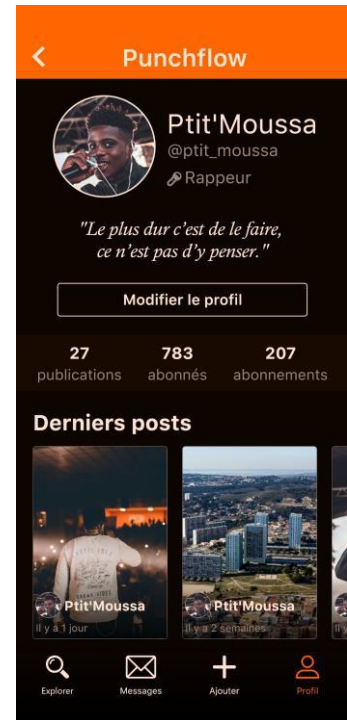 Punchflow
Ptit'Moussa
@ptit_moussa
Rappeur
"Le plus dur c'est de le faire,
ce n'est pas d'y penser."
Modifier le profil
27 783 207
publications abonnés abonnements
Derniers posts
Ptit'Moussa Ptit'Moussa
Il y a 1 jour Il y a 2 semaines
Explorer Messages Ajouter Profil